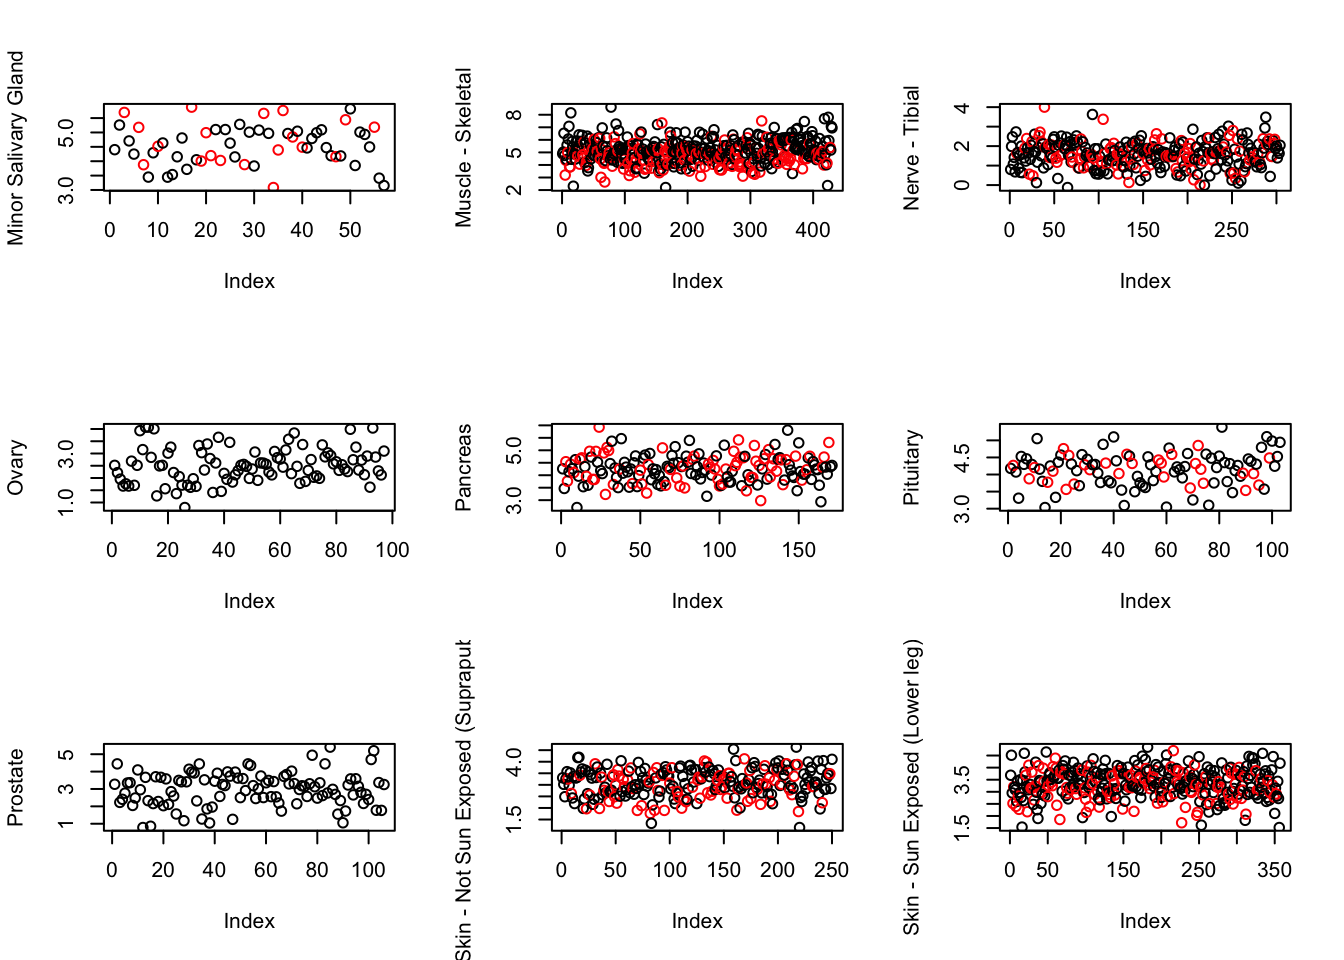 Minor Salivary Gland
3.0 5.0
0 10 20 30 40 50
Index
Muscle - Skeletal
2 5 8
0 100 200 300 400
Index
Nerve - Tibial
0 2 4
0 50 150 250
Index
Ovary
1.0 3.0
0 20 40 60 80 100
Index
Pancreas
3.0 5.0
0 50 100 150
Index
Pituitary
3.0 4.5
0 20 40 60 80 100
Index
Prostate
1 3 5
0 20 40 60 80 100
Index
Skin - Not Sun Exposed (Suprapub
1.5 4.0
0 50 100 150 200 250
Index
Skin - Sun Exposed (Lower leg)
1.5 3.5
0 50 150 250 350
Index